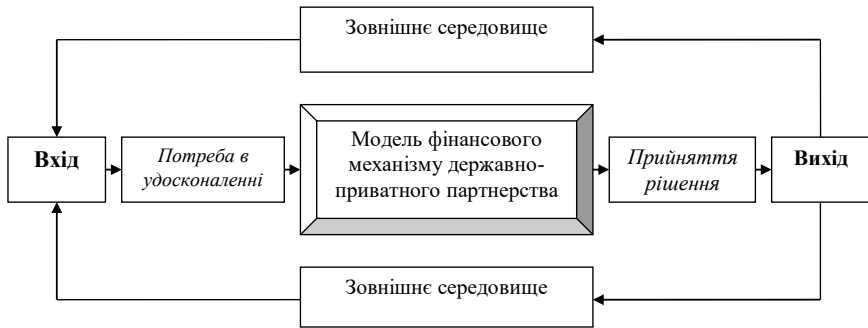 Зовнішнє середовище
Вхід
Потреба в
удосконаленні
Модель фінансового
механізму державно-
приватного партнерства
Прийняття
рішення
Вихід
Зовнішнє середовище